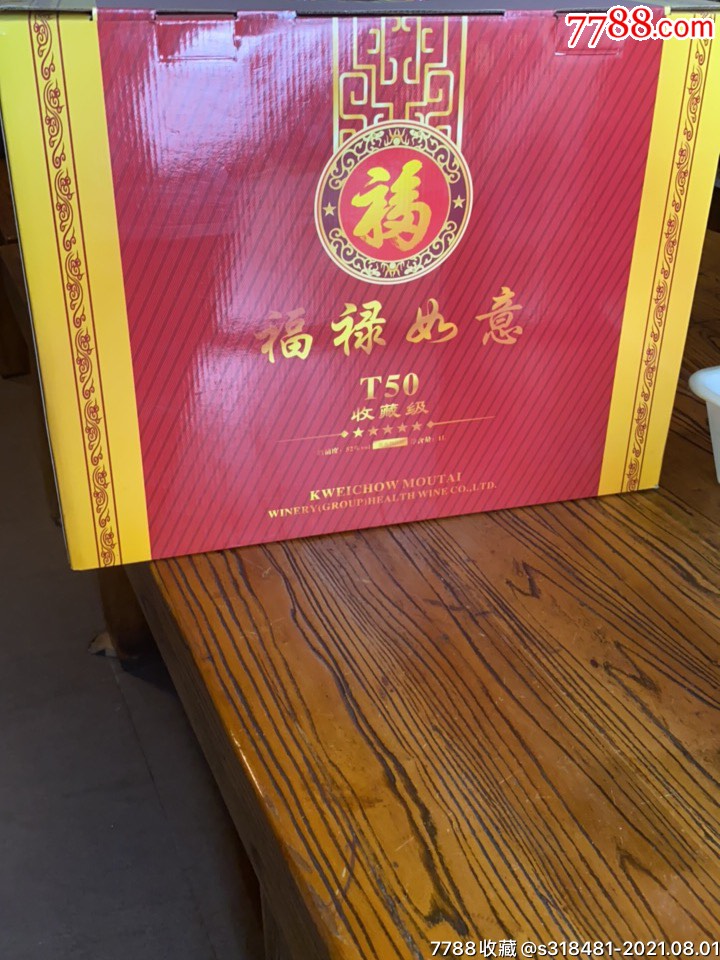 7788.com
福
福禄如意
T50
收藏级
KWEICHOW MOUTAI
WINERY(GROUP)HEALTH WINE CO.,LTD.
7788收藏 @s318481-2021.08.01